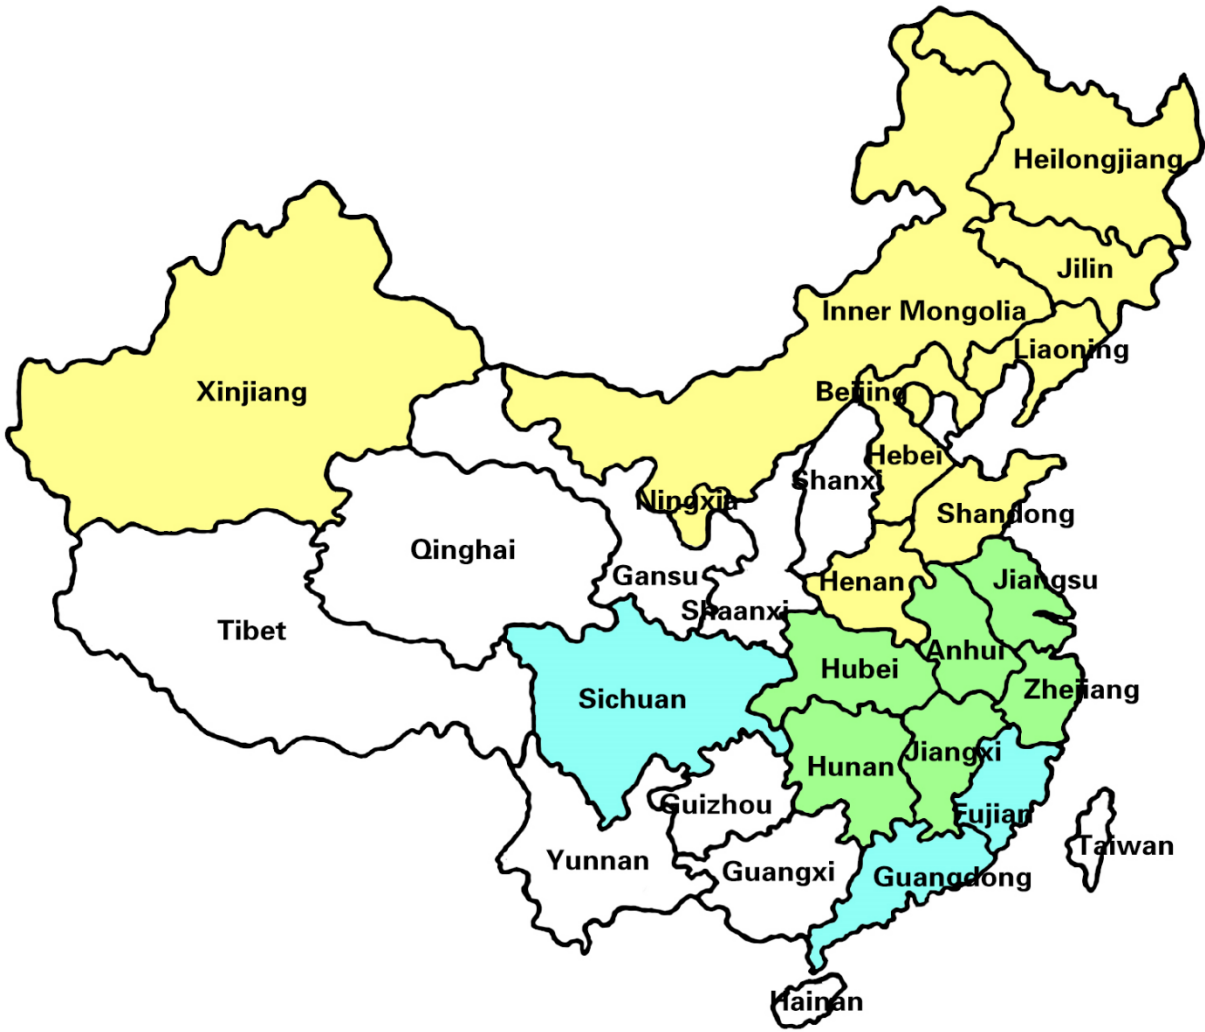 Heilongjiang
Jilin
Inner Mongolia
Liaoning
Xinjiang
Beijing
Hebei
Shanxi
Ningxia
Shandong
Qinghai
Gansu
Henan
Jiangsu
Shaanxi
Tibet
Anhui
Hubei
Zhejiang
Sichuan
Jiangxi
Hunan
Guizhou
Fujian
Taiwan
Yunnan
Guangxi
Guangdong
Hainan